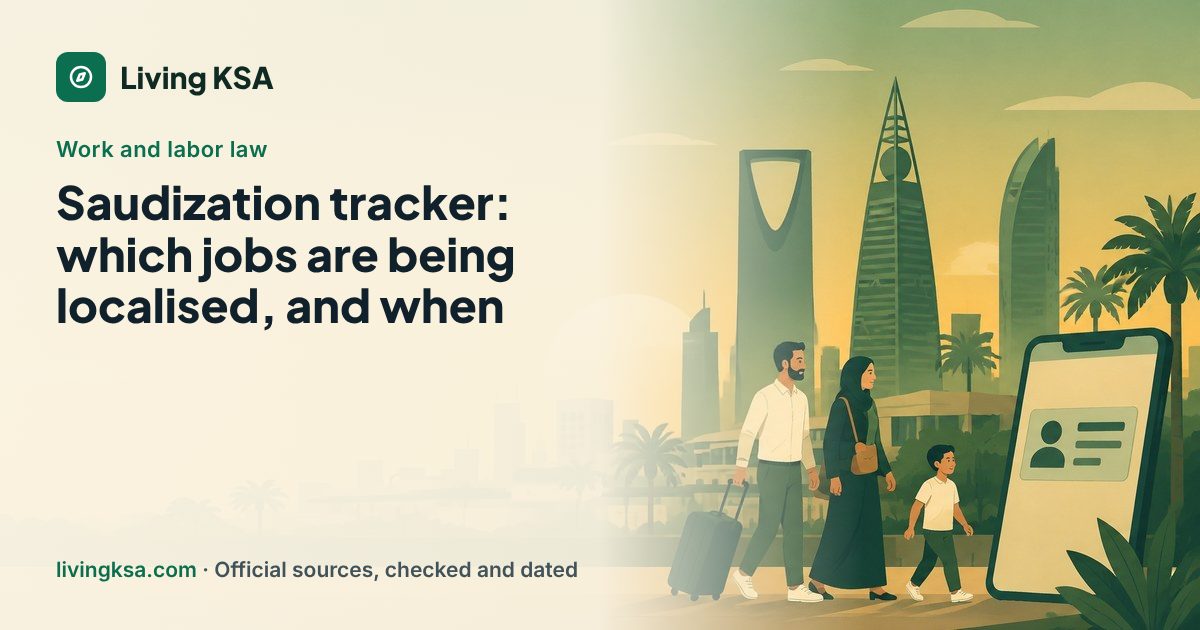 Living KSA
Work and labor law
Saudization tracker:
which jobs are being
localised, and when
livingksa.com · Official sources, checked and dated